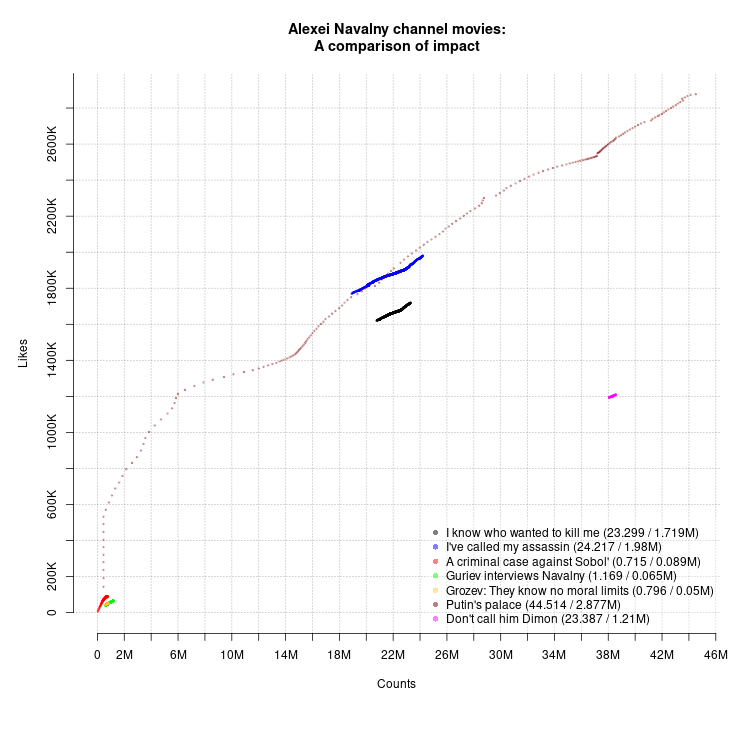 Alexei Navalny channel movies:
A comparison of impact
Likes
2600K
2200K
1800K
1400K
1000K
600K
200K
0
I know who wanted to kill me (23.299 / 1.719M)
I've called my assassin (24.217 / 1.98M)
A criminal case against Sobol' (0.715 / 0.089M)
Guriev interviews Navalny (1.169 / 0.065M)
Grozev: They know no moral limits (0.796 / 0.05M)
Putin's palace (44.514 / 2.877M)
Don't call him Dimon (23.387 / 1.21M)
0 2M 6M 10M 14M 18M 22M 26M 30M 34M 38M 42M 46M
Counts